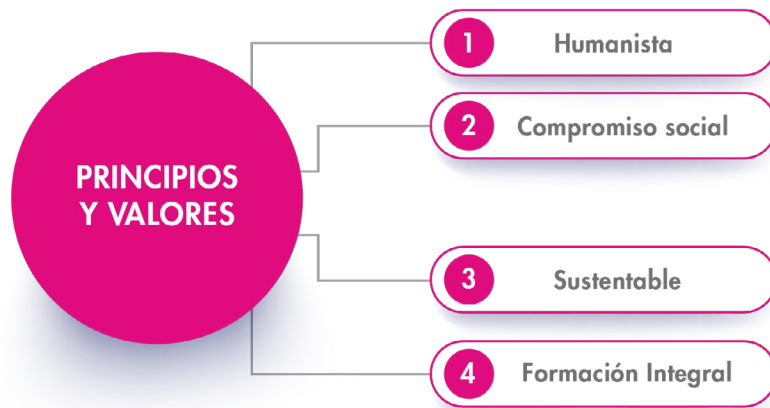 PRINCIPIOS
Y VALORES
1 Humanista
2 Compromiso social
3 Sustentable
4 Formación Integral